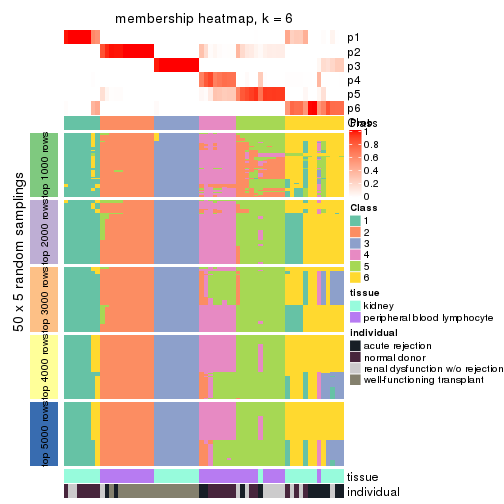 membership heatmap, k = 6
p1
p2
p3
p4
p5
p6
Class
Prob
1
0.8
0.6
0.4
0.2
0
Class
1
2
3
4
5
6
tissue
kidney
peripheral blood lymphocyte
individual
acute rejection
normal donor
renal dysfunction w/o rejection
well-functioning transplant
50 x 5 random samplings
top 1000 rows
top 2000 rows
top 3000 rows
top 4000 rows
top 5000 rows
tissue
individual